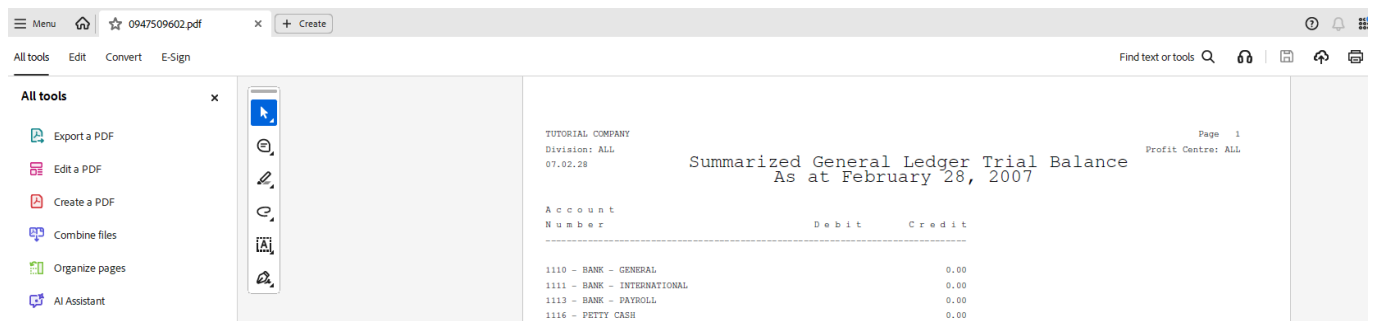 Menu 0947509602.pdf × + Create
All tools Edit Convert E-Sign Find text or tools
All tools ×
Export a PDF
Edit a PDF
Create a PDF
Combine files
Organize pages
AI Assistant
TUTORIAL COMPANY Page 1
Division: ALL Profit Centre: ALL
07.02.28 Summarized General Ledger Trial Balance
As at February 28, 2007
Account
Number Debit Credit
1110 - BANK - GENERAL 0.00
1111 - BANK - INTERNATIONAL 0.00
1113 - BANK - PAYROLL 0.00
1116 - PETTY CASH 0.00